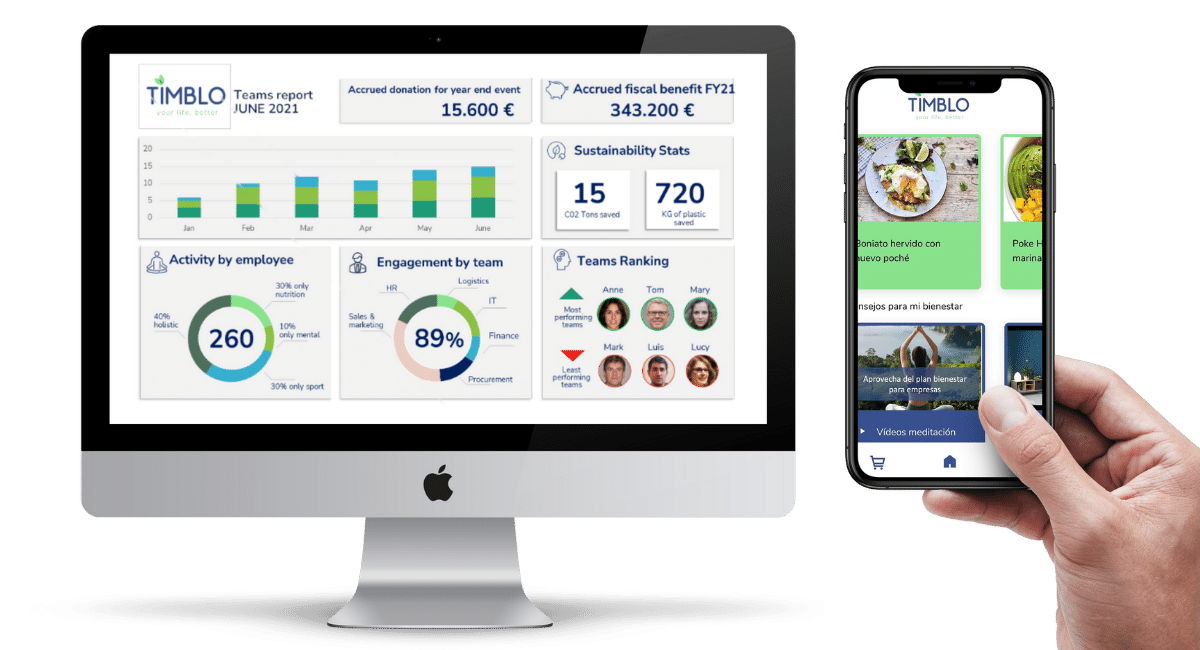 TIMBLO
your life, better
Teams report
JUNE 2021
Accrued donation for year end event
15.600 €
Accrued fiscal benefit FY21
343.200 €
20
15
10
5
0
Jan Feb Mar Apr May June
Sustainability Stats
15
CO2 Tons saved
720
KG of plastic
saved
Activity by employee
30% only
nutrition
40%
holistic
10%
only mental
260
30% only sport
Engagement by team
HR
Logistics
IT
Sales &
marketing
Finance
89%
Procurement
Teams Ranking
Anne Tom Mary
Most
performing
teams
Mark Luis Lucy
Least
performing
teams
TIMBLO
your life, better
Boniato hervido con
huevo poché
Poke H
marina
nsejos para mi bienestar
Aprovecha del plan bienestar
para empresas
Vídeos meditación